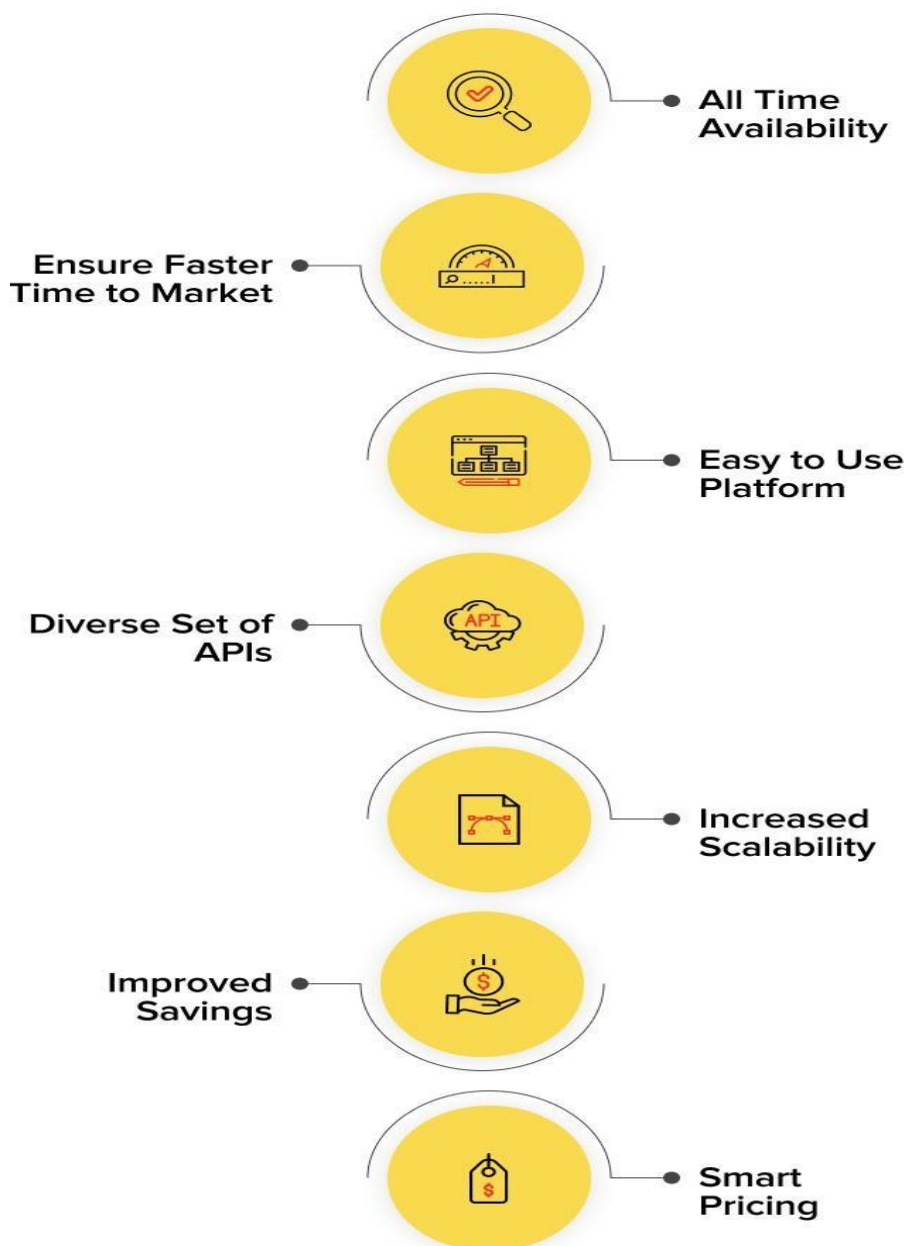 All Time
Availability
Ensure Faster
Time to Market
Easy to Use
Platform
API
Diverse Set of
APIs
Increased
Scalability
$
Improved
Savings
$
Smart
Pricing